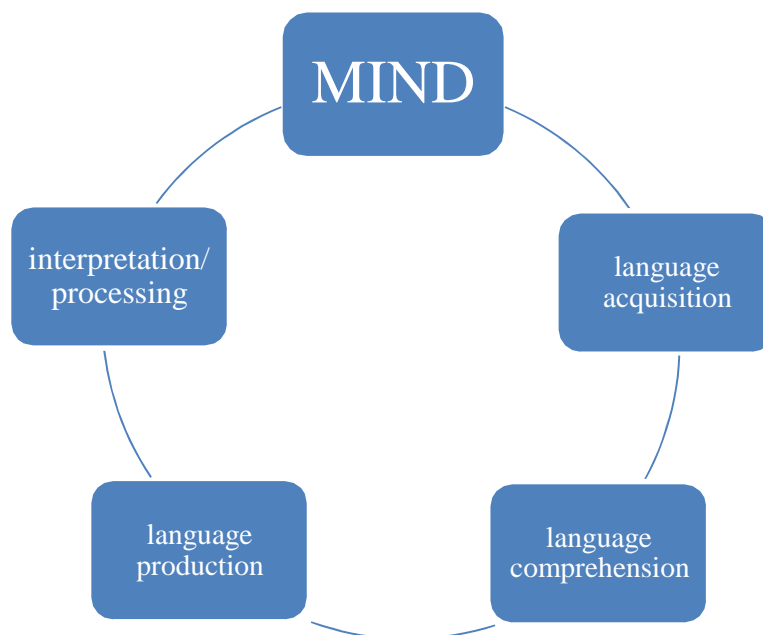 MIND
interpretation/
processing
language
acquisition
language
production
language
comprehension